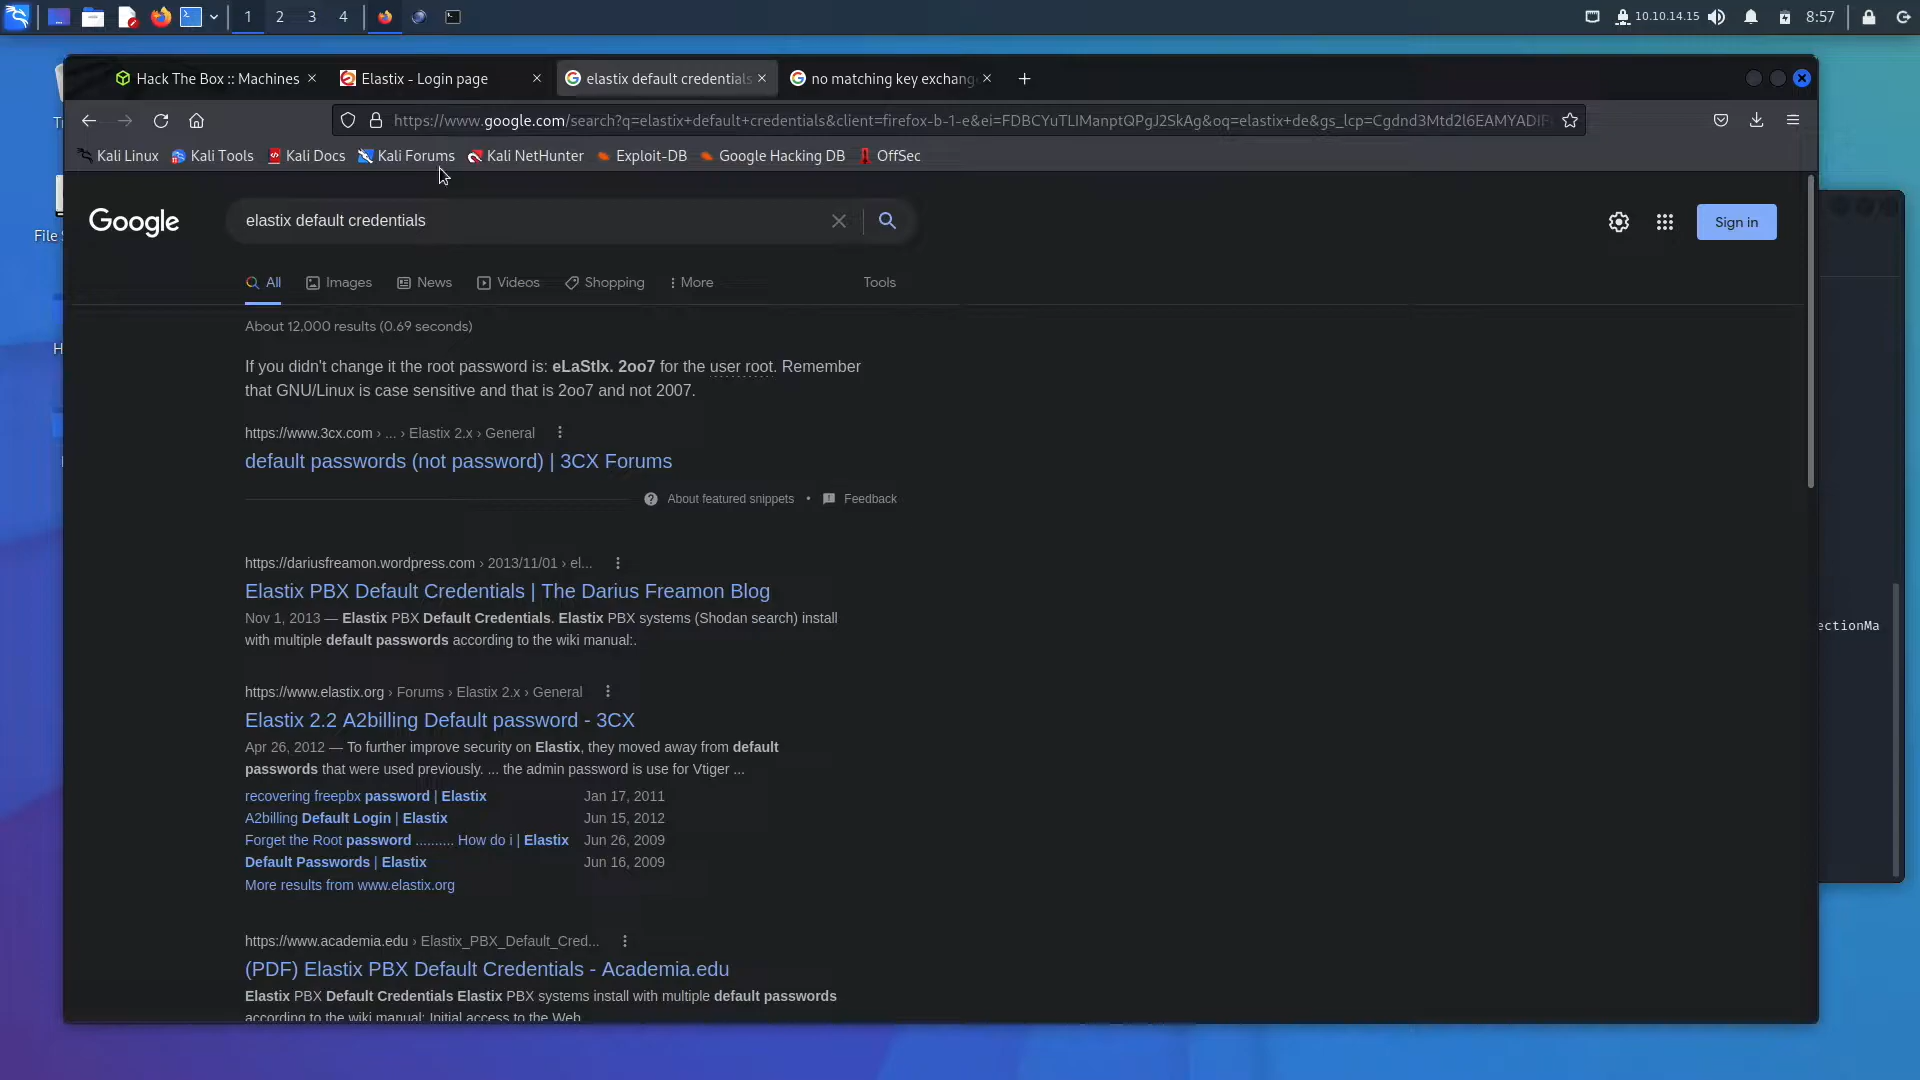 1 2 3 4 10.10.14.15 8:57
Hack The Box :: Machines
Elastix - Login page
elastix default credentials
no matching key exchang
https://www.google.com/search?q=elastix+default+credentials&client=firefox-b-1-e&ei=FDBCYuTLIManptQPgJ2SkAg&oq=elastix+de&gs_lcp=Cgdnd3Mtd2l6EAMYADIF
Kali Linux Kali Tools Kali Docs Kali Forums Kali NetHunter Exploit-DB Google Hacking DB OffSec
File
H
Google
elastix default credentials
Sign in
All Images News Videos Shopping More Tools
About 12,000 results (0.69 seconds)
If you didn't change it the root password is: eLaStIx. 2oo7 for the user root. Remember
that GNU/Linux is case sensitive and that is 2oo7 and not 2007.
https://www.3cx.com › ... › Elastix 2.x › General
default passwords (not password) | 3CX Forums
About featured snippets • Feedback
https://dariusfreamon.wordpress.com › 2013/11/01 › el...
Elastix PBX Default Credentials | The Darius Freamon Blog
Nov 1, 2013 — Elastix PBX Default Credentials. Elastix PBX systems (Shodan search) install
with multiple default passwords according to the wiki manual:.
ectionMa
https://www.elastix.org › Forums › Elastix 2.x › General
Elastix 2.2 A2billing Default password - 3CX
Apr 26, 2012 — To further improve security on Elastix, they moved away from default
passwords that were used previously. ... the admin password is use for Vtiger ...
recovering freepbx password | Elastix Jan 17, 2011
A2billing Default Login | Elastix Jun 15, 2012
Forget the Root password .......... How do i | Elastix Jun 26, 2009
Default Passwords | Elastix Jun 16, 2009
More results from www.elastix.org
https://www.academia.edu › Elastix_PBX_Default_Cred...
(PDF) Elastix PBX Default Credentials - Academia.edu
Elastix PBX Default Credentials Elastix PBX systems install with multiple default passwords
according to the wiki manual: Initial access to the Web